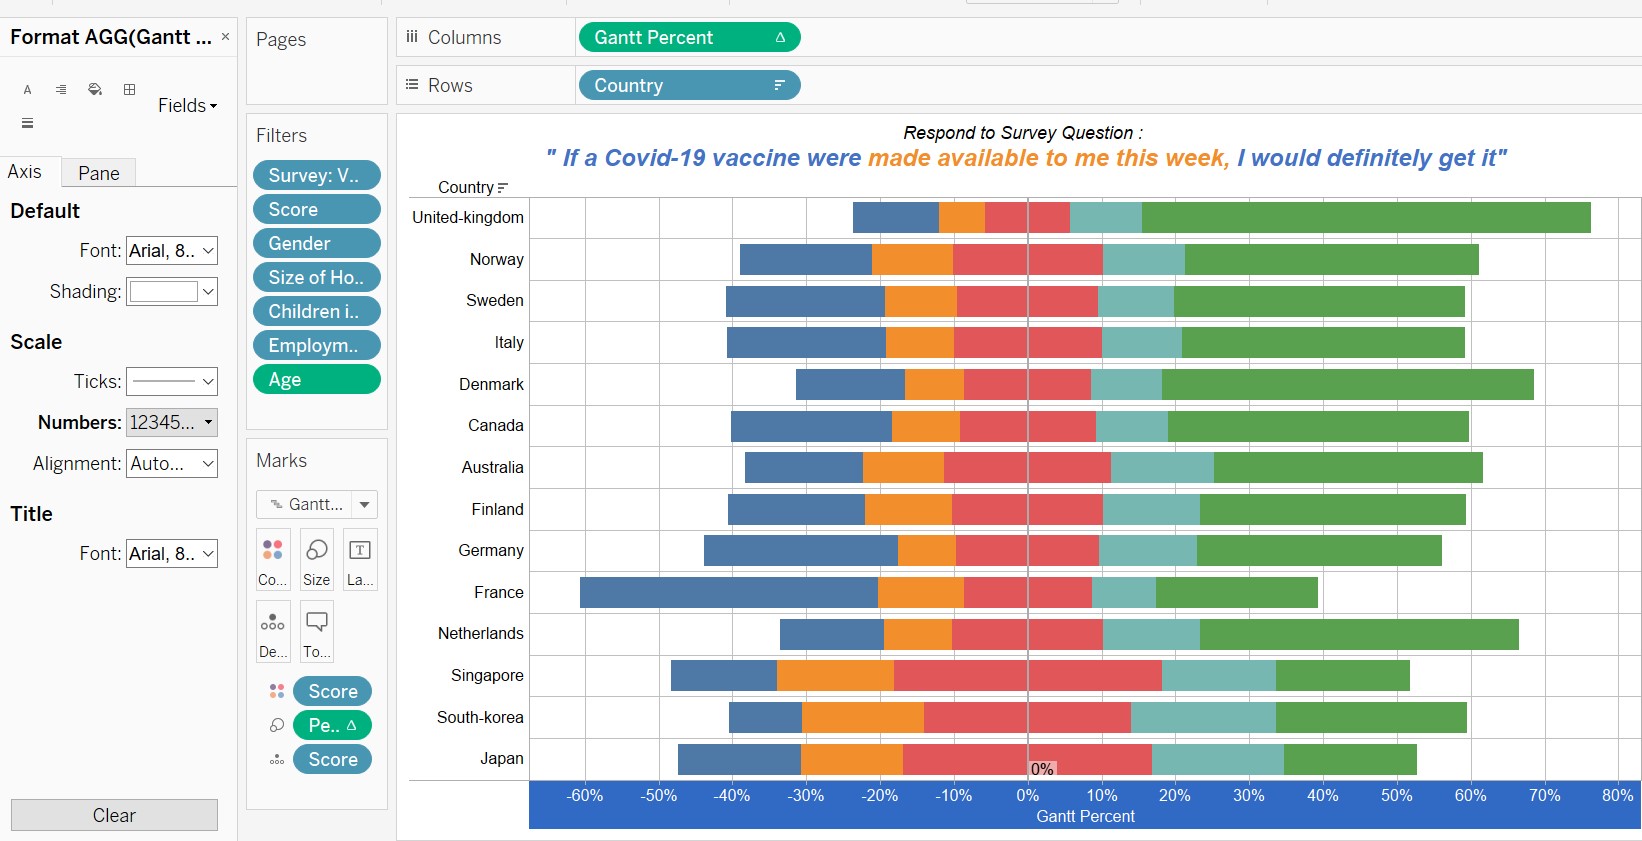 Format AGG(Gantt ... ×
Fields
Axis
Pane
Default
Font: Arial, 8..
Shading:
Scale
Ticks:
Numbers: 12345...
Alignment: Auto...
Title
Font: Arial, 8..
Clear
Pages
Filters
Survey: V..
Score
Gender
Size of Ho..
Children i..
Employm..
Age
Marks
Gantt...
Co...
Size
La...
De...
To...
Score
Pe.. Δ
Score
iii Columns
Gantt Percent Δ
Rows
Country
Respond to Survey Question :
" If a Covid-19 vaccine were made available to me this week, I would definitely get it"
Country
United-kingdom
Norway
Sweden
Italy
Denmark
Canada
Australia
Finland
Germany
France
Netherlands
Singapore
South-korea
Japan
0%
-60% -50% -40% -30% -20% -10% 0% 10% 20% 30% 40% 50% 60% 70% 80%
Gantt Percent